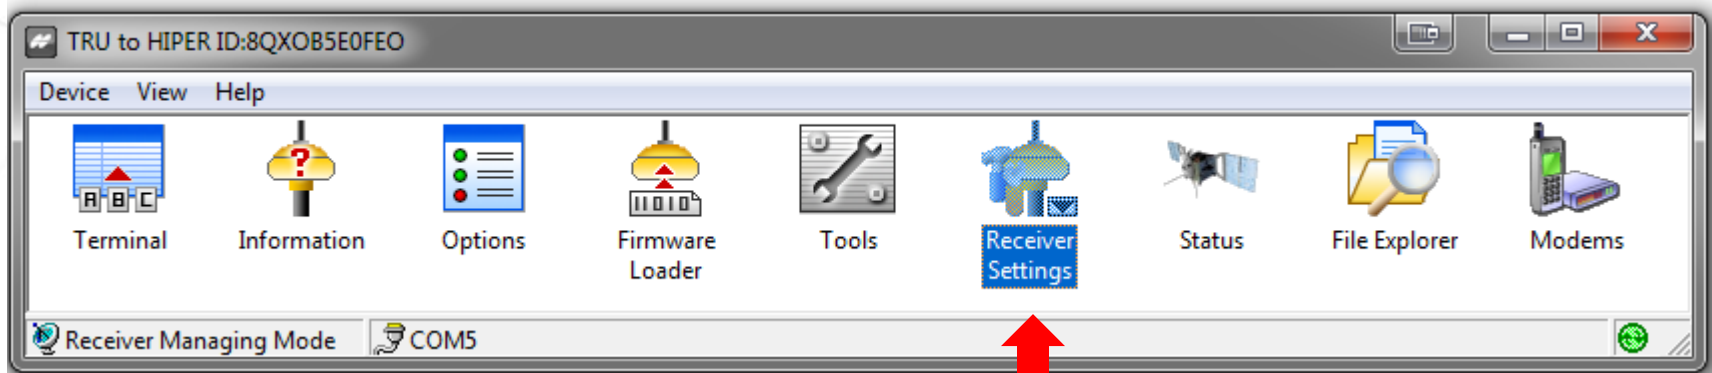 TRU to HIPER ID:8QXOB5E0FEO
Device View Help
A B C
?
11010
Terminal Information Options Firmware Loader Tools Receiver Settings Status File Explorer Modems
Receiver Managing Mode COM5